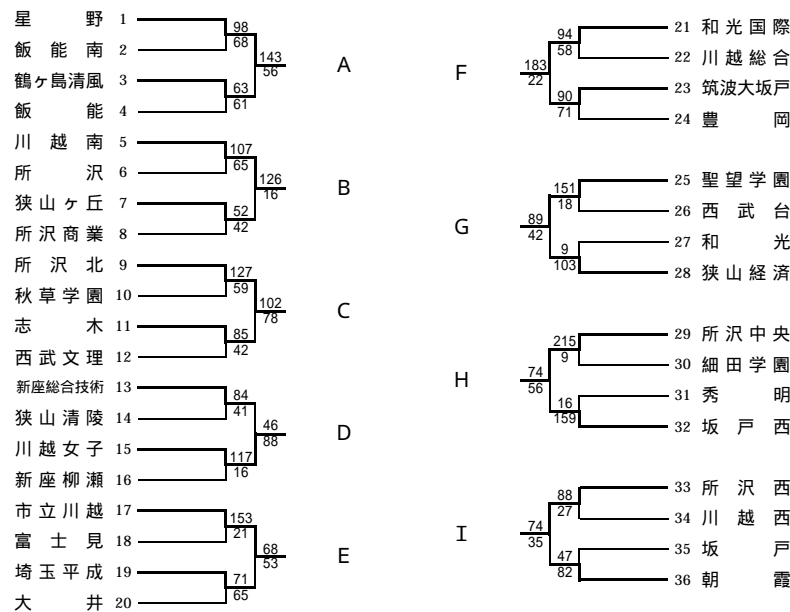 星野 1
98
68
飯能南 2
143
56
A
鶴ヶ島清風 3
63
61
飯能 4
川越南 5
107
65
所沢 6
126
16
B
狭山ヶ丘 7
52
42
所沢商業 8
所沢北 9
127
59
秋草学園 10
102
78
C
志木 11
85
42
西武文理 12
新座総合技術 13
84
41
狭山清陵 14
46
88
D
川越女子 15
117
16
新座柳瀬 16
市立川越 17
153
21
富士見 18
68
53
E
埼玉平成 19
71
65
大井 20
21 和光国際
94
58
22 川越総合
F
183
22
23 筑波大坂戸
90
71
24 豊岡
25 聖望学園
151
18
26 西武台
G
89
42
27 和光
9
103
28 狭山経済
29 所沢中央
215
9
30 細田学園
H
74
56
31 秀明
16
159
32 坂戸西
33 所沢西
88
27
34 川越西
I
74
35
35 坂戸
47
82
36 朝霞